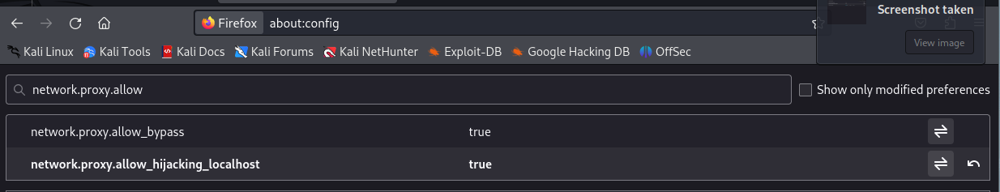 Screenshot taken
Firefox about:config
View image
Kali Linux Kali Tools Kali Docs Kali Forums Kali NetHunter Exploit-DB Google Hacking DB OffSec
network.proxy.allow Show only modified preferences
network.proxy.allow_bypass true
network.proxy.allow_hijacking_localhost true